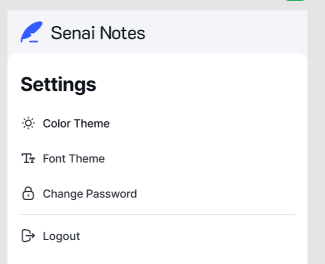 Senai Notes
Settings
Color Theme
Font Theme
Change Password
Logout